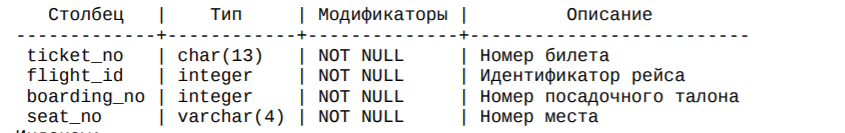 Столбец | Тип | Модификаторы | Описание
-------------+------------+--------------+---------------------------
ticket_no | char(13) | NOT NULL | Номер билета
flight_id | integer | NOT NULL | Идентификатор рейса
boarding_no | integer | NOT NULL | Номер посадочного талона
seat_no | varchar(4) | NOT NULL | Номер места